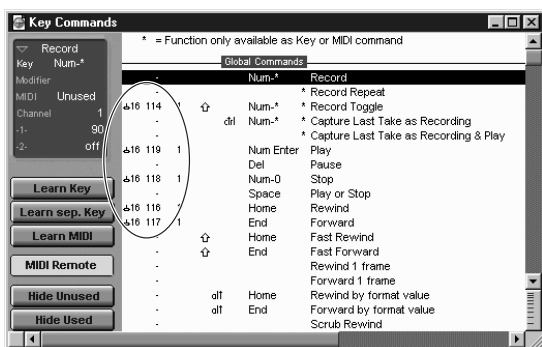 Key Commands
* = Function only available as Key or MIDI command
Global Commands
Record
Key Num-*
Modifier
MIDI Unused
Channel 1
-1- 90
-2- off
Learn Key
Learn sep. Key
Learn MIDI
MIDI Remote
Hide Unused
Hide Used
- Num-* Record
- * Record Repeat
16 114 1 ⇧ Num-* * Record Toggle
- ctrl Num-* * Capture Last Take as Recording
- * Capture Last Take as Recording & Play
16 119 1 Num Enter Play
- Del Pause
16 118 1 Num-0 Stop
- Space Play or Stop
16 116 1 Home Rewind
16 117 1 End Forward
- ⇧ Home Fast Rewind
- ⇧ End Fast Forward
- Rewind 1 frame
- Forward 1 frame
- alt Home Rewind by format value
- alt End Forward by format value
- Scrub Rewind